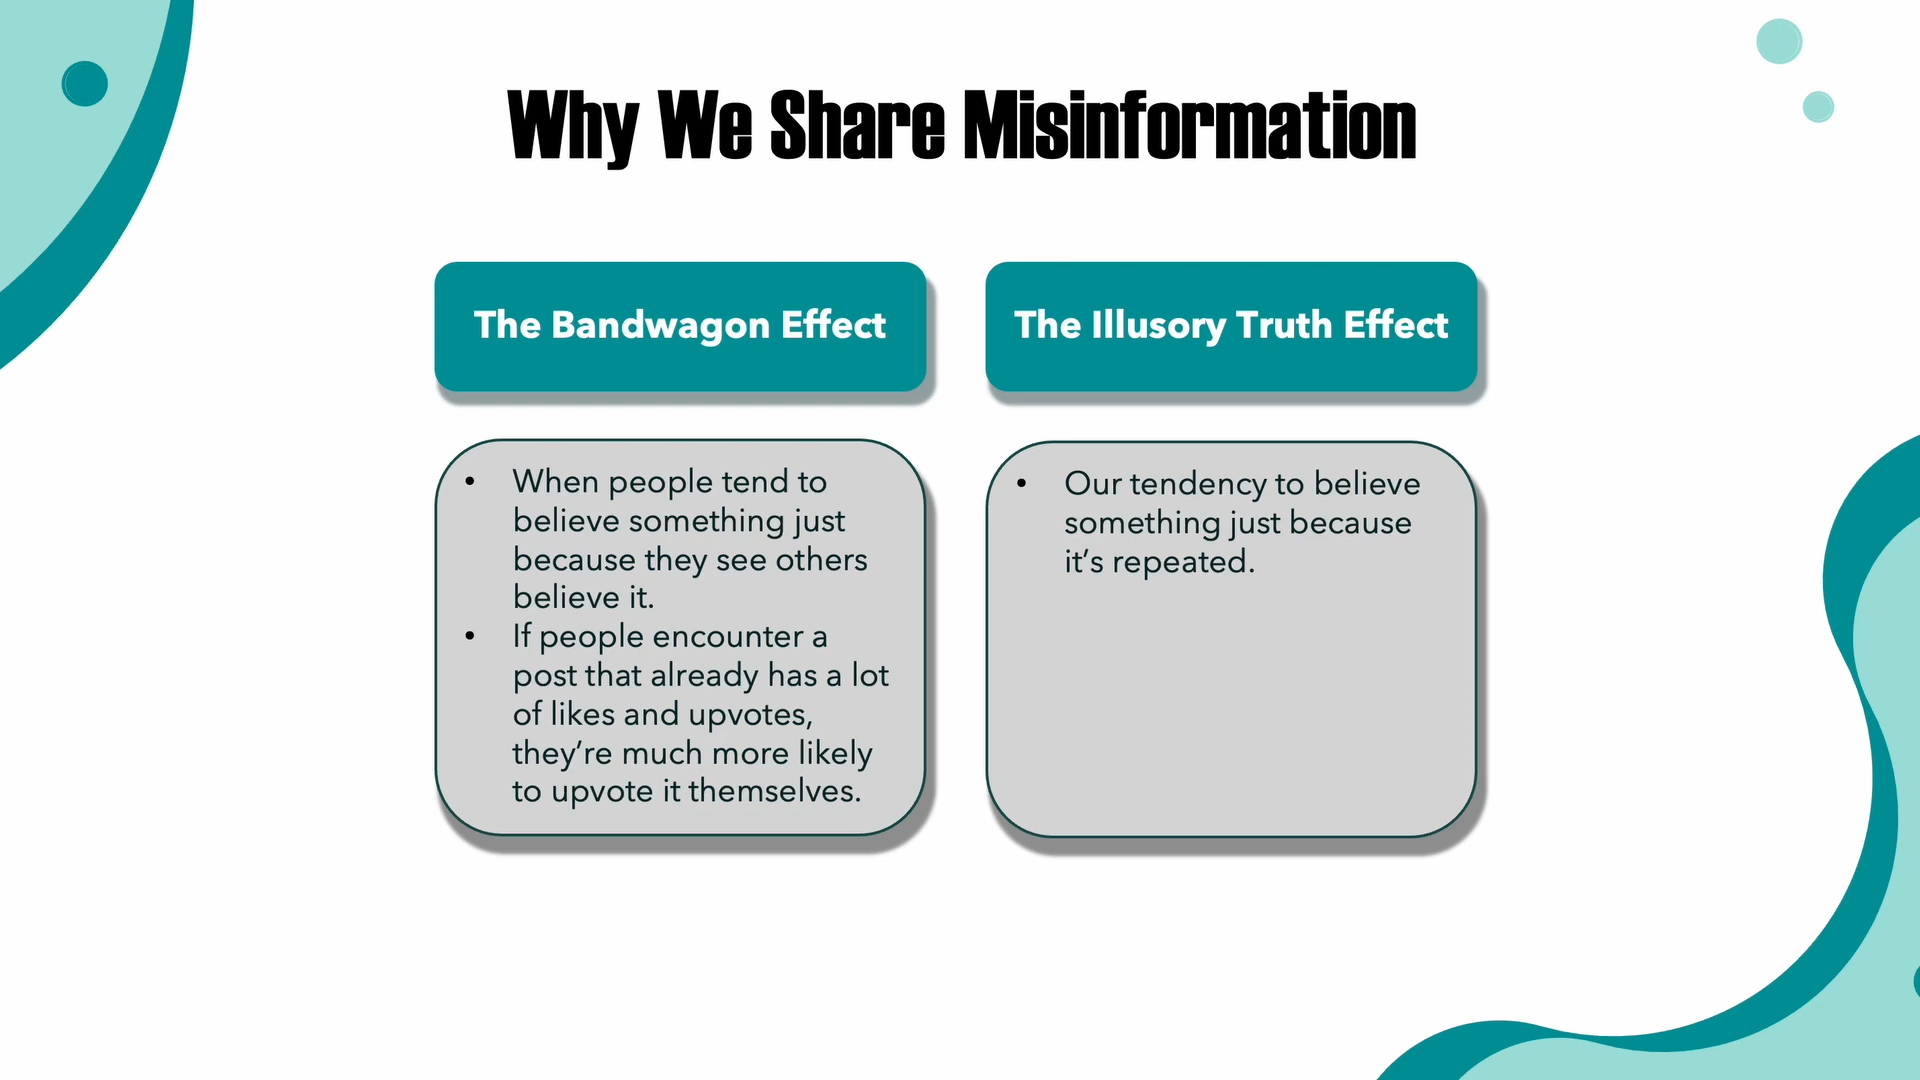 Why We Share Misinformation
The Bandwagon Effect
• When people tend to
believe something just
because they see others
believe it.
• If people encounter a
post that already has a lot
of likes and upvotes,
they’re much more likely
to upvote it themselves.
The Illusory Truth Effect
• Our tendency to believe
something just because
it’s repeated.